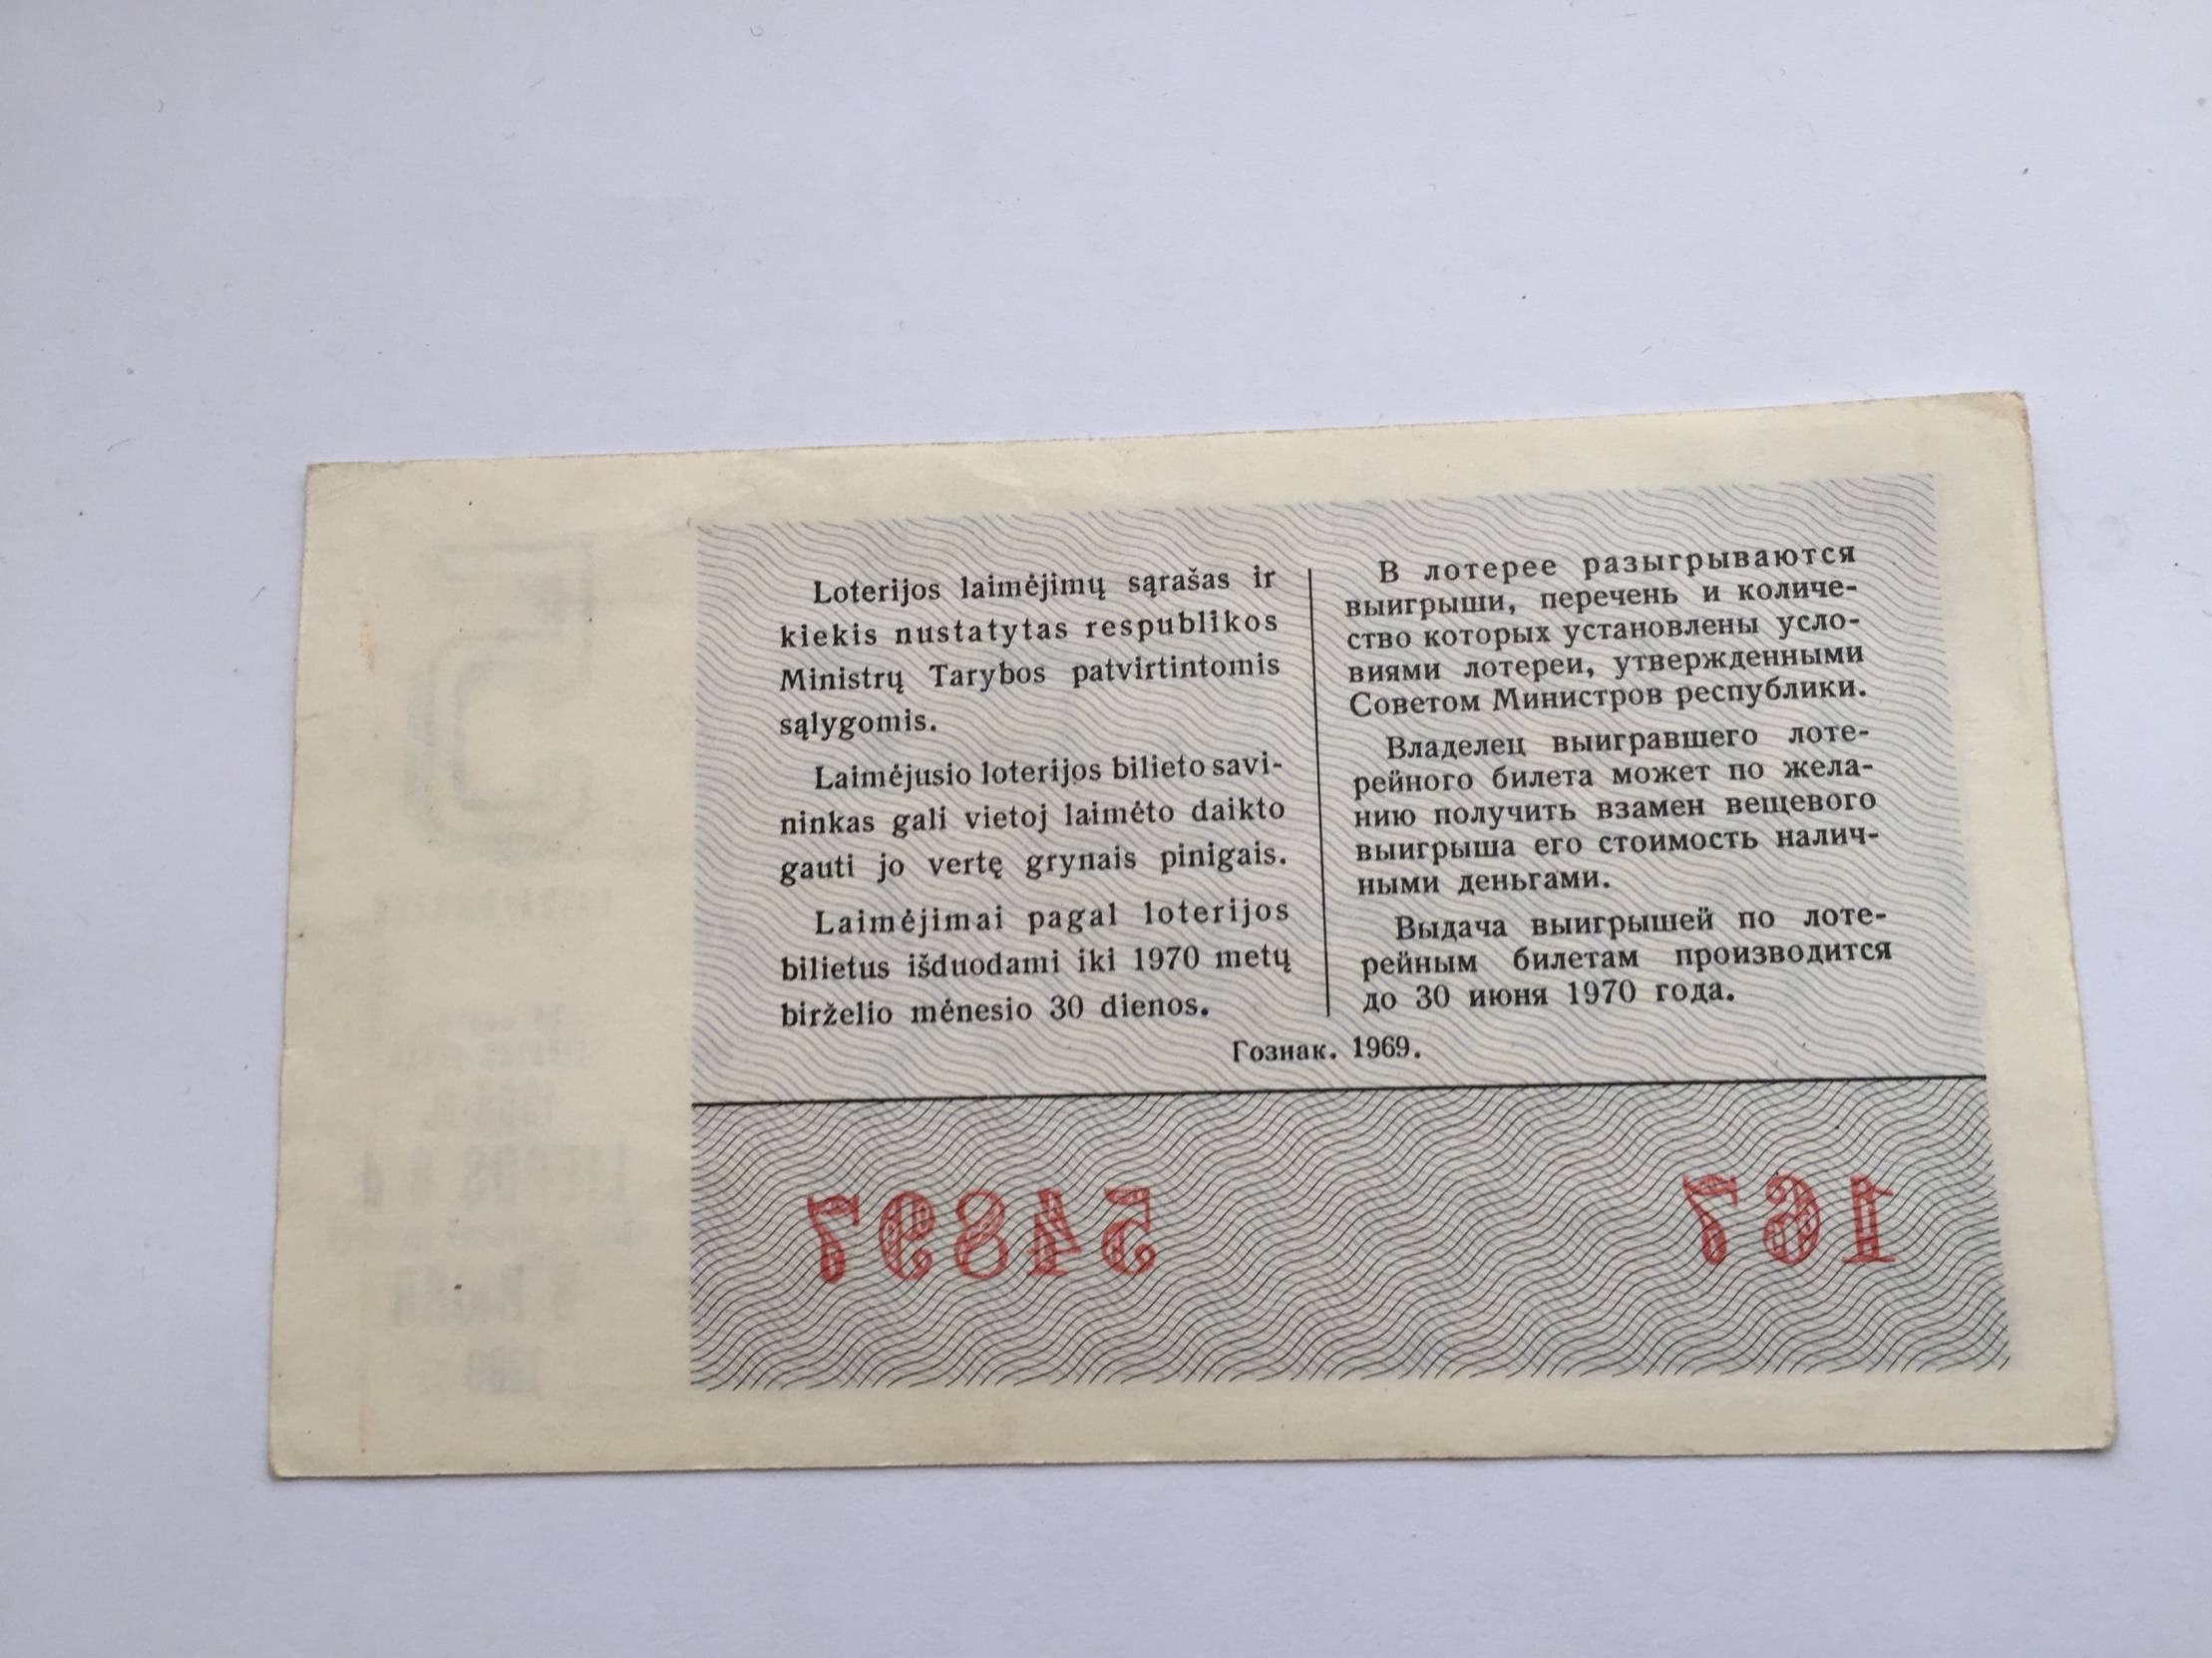 Loterijos laimėjimų sąrašas ir
kiekis nustatytas respublikos
Ministrų Tarybos patvirtintomis
sąlygomis.
Laimėjusio loterijos bilieto savi-
ninkas gali vietoj laimėto daikto
gauti jo vertę grynais pinigais.
Laimėjimai pagal loterijos
bilietus išduodami iki 1970 metų
birželio mėnesio 30 dienos.
В лотерее разыгрываются
выигрыши, перечень и количе-
ство которых установлены усло-
виями лотереи, утвержденными
Советом Министров республики.
Владелец выигравшего лоте-
рейного билета может по жела-
нию получить взамен вещевого
выигрыша его стоимость налич-
ными деньгами.
Выдача выигрышей по лоте-
рейным билетам производится
до 30 июня 1970 года.
Гознак. 1969.
54897
167